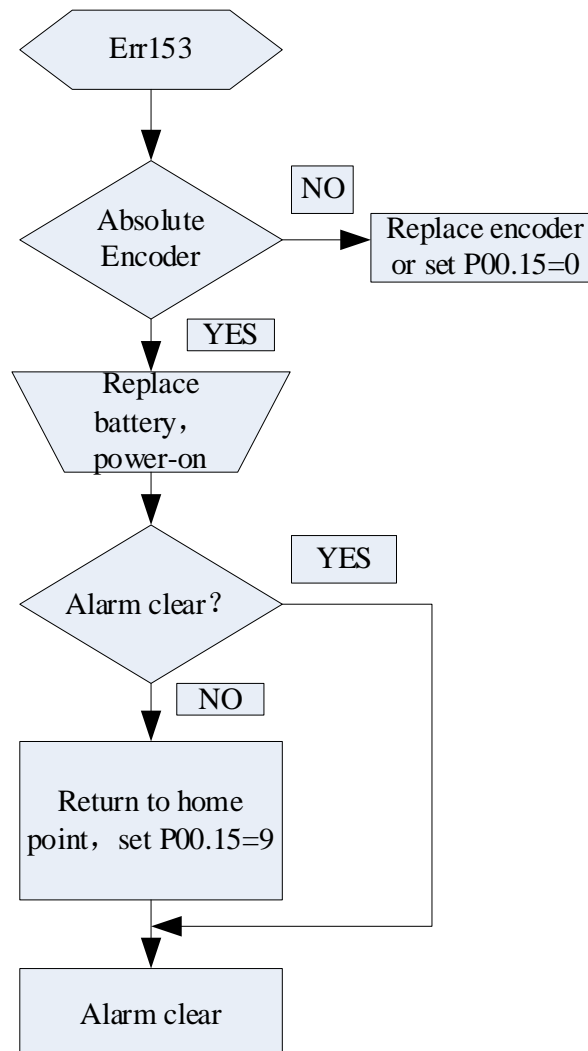 Err153
Absolute
Encoder
NO
Replace encoder
or set P00.15=0
YES
Replace
battery，
power-on
Alarm clear？
YES
NO
Return to home
point，set P00.15=9
Alarm clear